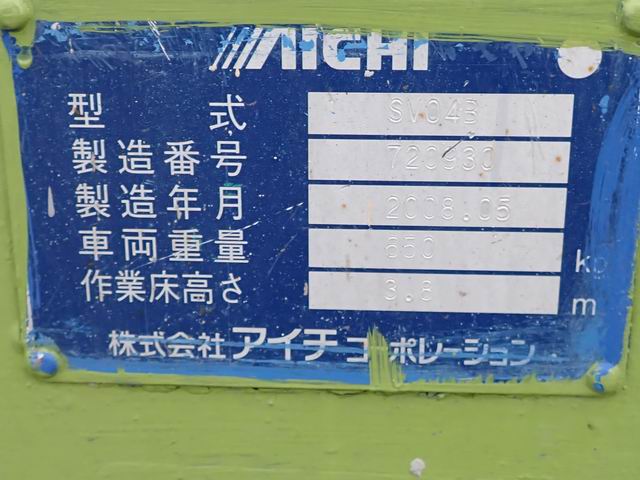 AICHI
型式 SV04B
製造番号 720930
製造年月 2008.05
車両重量 650 kg
作業床高さ 3.8 m
株式会社アイチコーポレーション